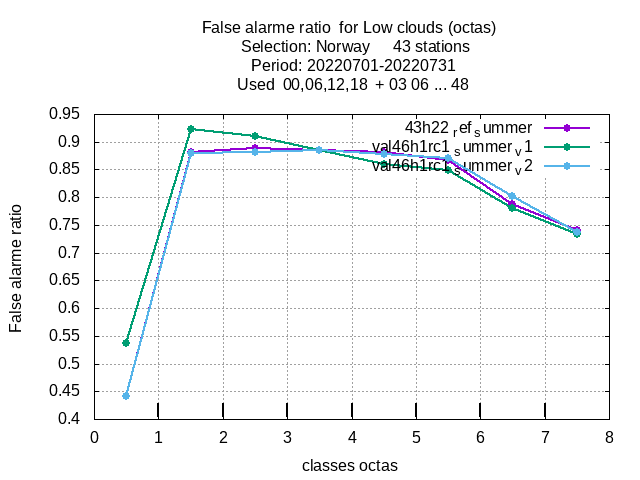 False alarme ratio for Low clouds (octas)
Selection: Norway 43 stations
Period: 20220701-20220731
Used 00,06,12,18 + 03 06 ... 48
0.95
0.9
0.85
0.8
0.75
0.7
0.65
0.6
0.55
0.5
0.45
0.4
False alarme ratio
43h22 ref summer
val46h1rc1 summer v1
val46h1rc1 summer v2
0 1 2 3 4 5 6 7 8
classes octas